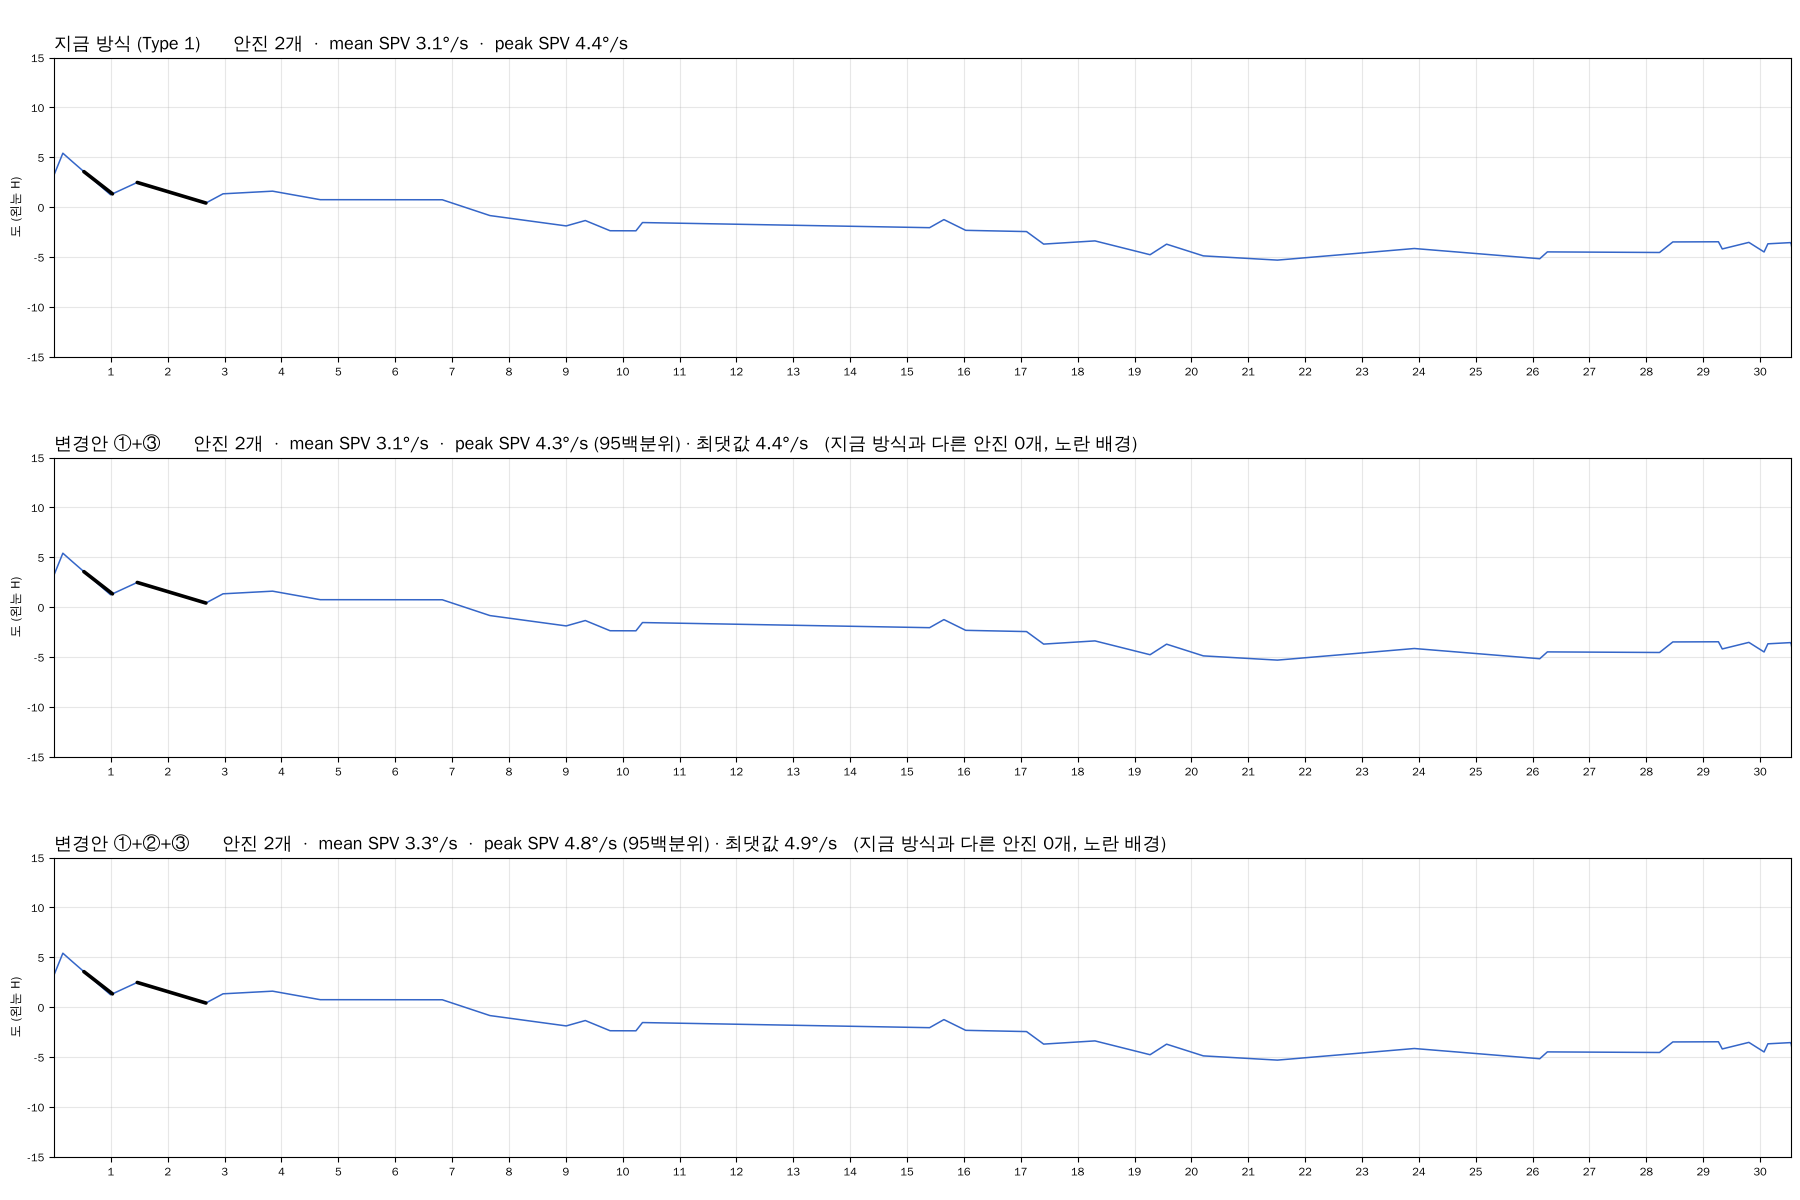 지금 방식 (Type 1) 안진 2개 · mean SPV 3.1°/s · peak SPV 4.4°/s
15
10
5
0
-5
-10
-15
도 (왼눈 H)
1 2 3 4 5 6 7 8 9 10 11 12 13 14 15 16 17 18 19 20 21 22 23 24 25 26 27 28 29 30
변경안 ①+③ 안진 2개 · mean SPV 3.1°/s · peak SPV 4.3°/s (95백분위) · 최댓값 4.4°/s (지금 방식과 다른 안진 0개, 노란 배경)
15
10
5
0
-5
-10
-15
도 (왼눈 H)
1 2 3 4 5 6 7 8 9 10 11 12 13 14 15 16 17 18 19 20 21 22 23 24 25 26 27 28 29 30
변경안 ①+②+③ 안진 2개 · mean SPV 3.3°/s · peak SPV 4.8°/s (95백분위) · 최댓값 4.9°/s (지금 방식과 다른 안진 0개, 노란 배경)
15
10
5
0
-5
-10
-15
도 (왼눈 H)
1 2 3 4 5 6 7 8 9 10 11 12 13 14 15 16 17 18 19 20 21 22 23 24 25 26 27 28 29 30